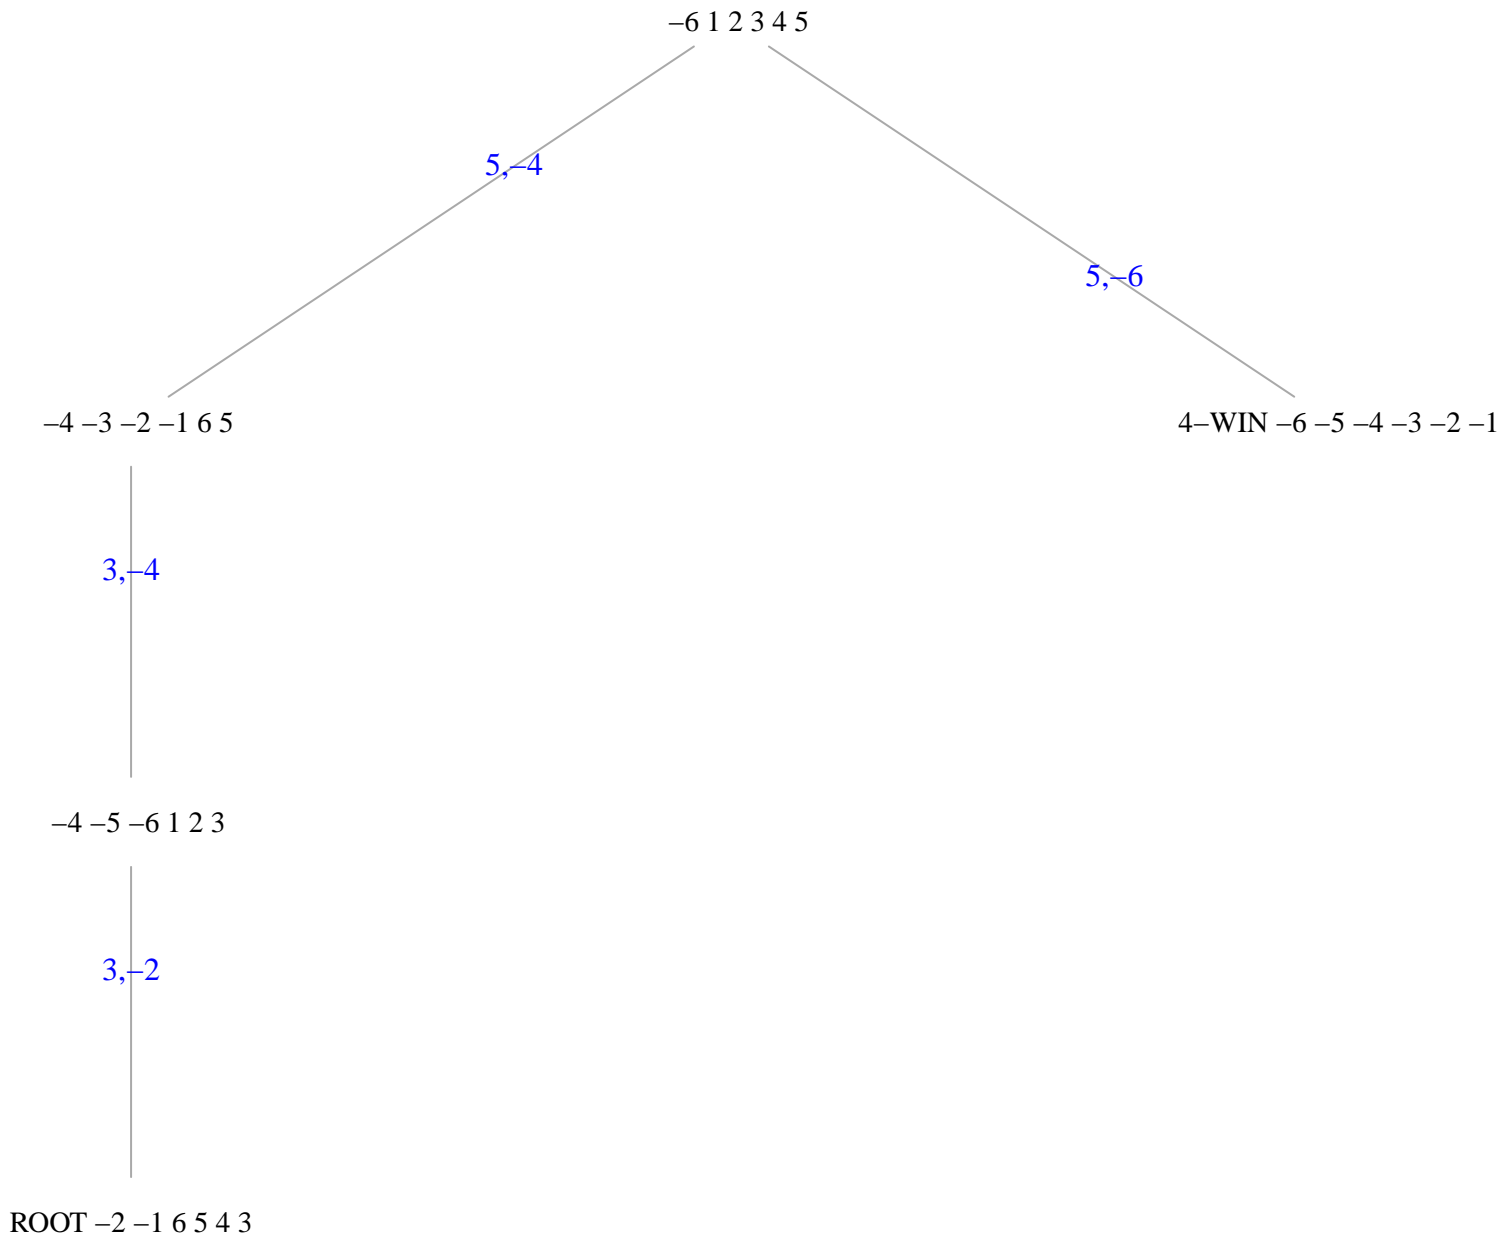 –6 1 2 3 4 5
5,–4
5,–6
–4 –3 –2 –1 6 5
4–WIN –6 –5 –4 –3 –2 –1
3,–4
–4 –5 –6 1 2 3
3,–2
ROOT –2 –1 6 5 4 3